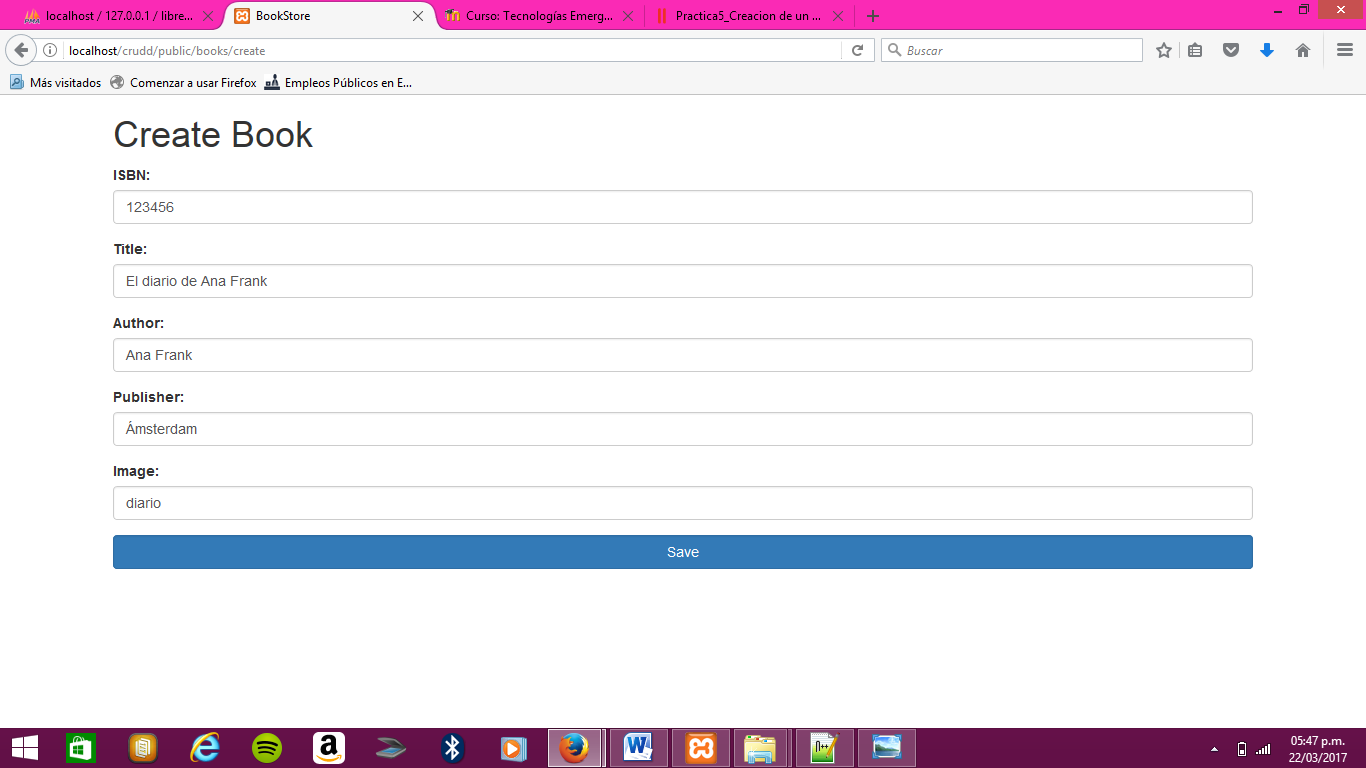 localhost / 127.0.0.1 / libre...
BookStore
Curso: Tecnologías Emerg...
Practica5_Creacion de un ...
localhost/crudd/public/books/create
Buscar
Más visitados
Comenzar a usar Firefox
Empleos Públicos en E...
Create Book
ISBN:
123456
Title:
El diario de Ana Frank
Author:
Ana Frank
Publisher:
Ámsterdam
Image:
diario
Save
05:47 p.m.
22/03/2017